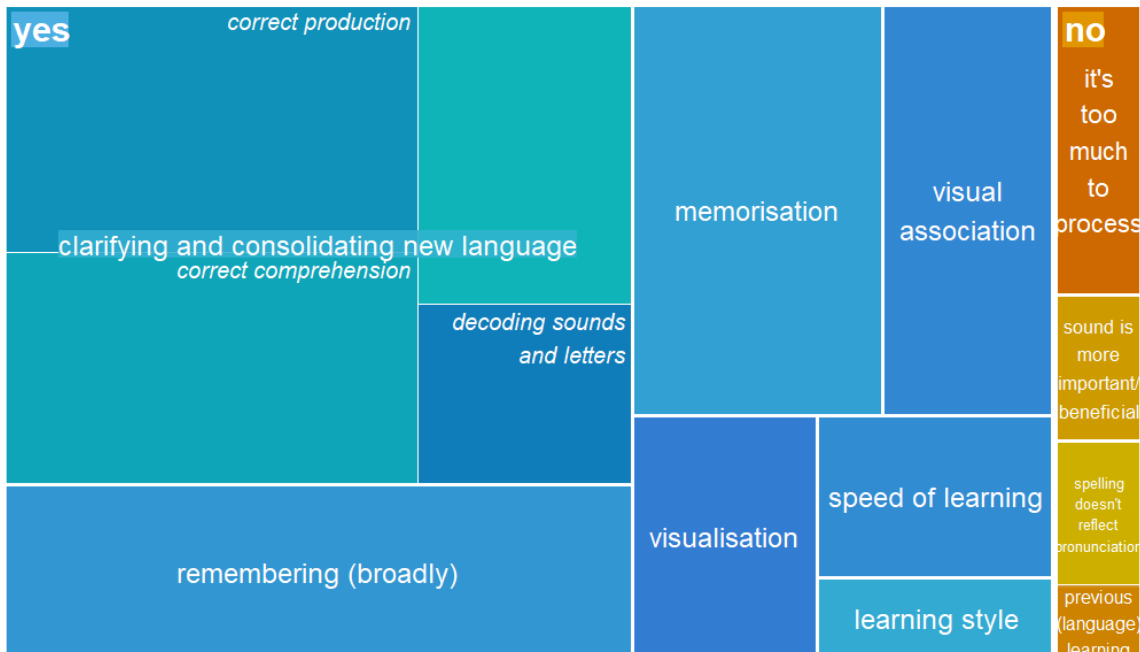 yes
correct production
clarifying and consolidating new language
correct comprehension
decoding sounds
and letters
remembering (broadly)
memorisation
visual
association
visualisation
speed of learning
learning style
no
it's
too
much
to
process
sound is
more
important/
beneficial
spelling
doesn't
reflect
pronunciation
previous
(language)
learning